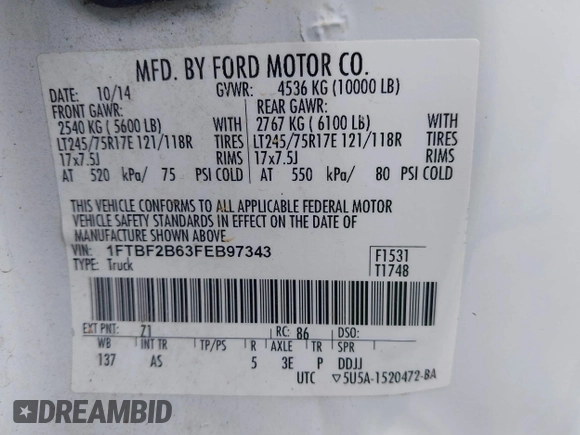 MFD. BY FORD MOTOR CO.
DATE: 10/14 GVWR: 4536 KG (10000 LB)
FRONT GAWR: REAR GAWR:
2540 KG ( 5600 LB) WITH 2767 KG ( 6100 LB) WITH
LT245/75R17E 121/118R TIRES LT245/75R17E 121/118R TIRES
17x7.5J RIMS 17x7.5J RIMS
AT 520 kPa/ 75 PSI COLD AT 550 kPa/ 80 PSI COLD
THIS VEHICLE CONFORMS TO ALL APPLICABLE FEDERAL MOTOR
VEHICLE SAFETY STANDARDS IN EFFECT ON THE DATE OF
MANUFACTURE SHOWN ABOVE.
VIN: 1FTBF2B63FEB97343 F1531
TYPE: Truck T1748
EXT PNT: Z1 RC: 86 DSO:
WB INT TR TP/PS R AXLE TR SPR
137 AS 5 3E P DDJJ
UTC ▽5U5A-1520472-BA
DREAMBID